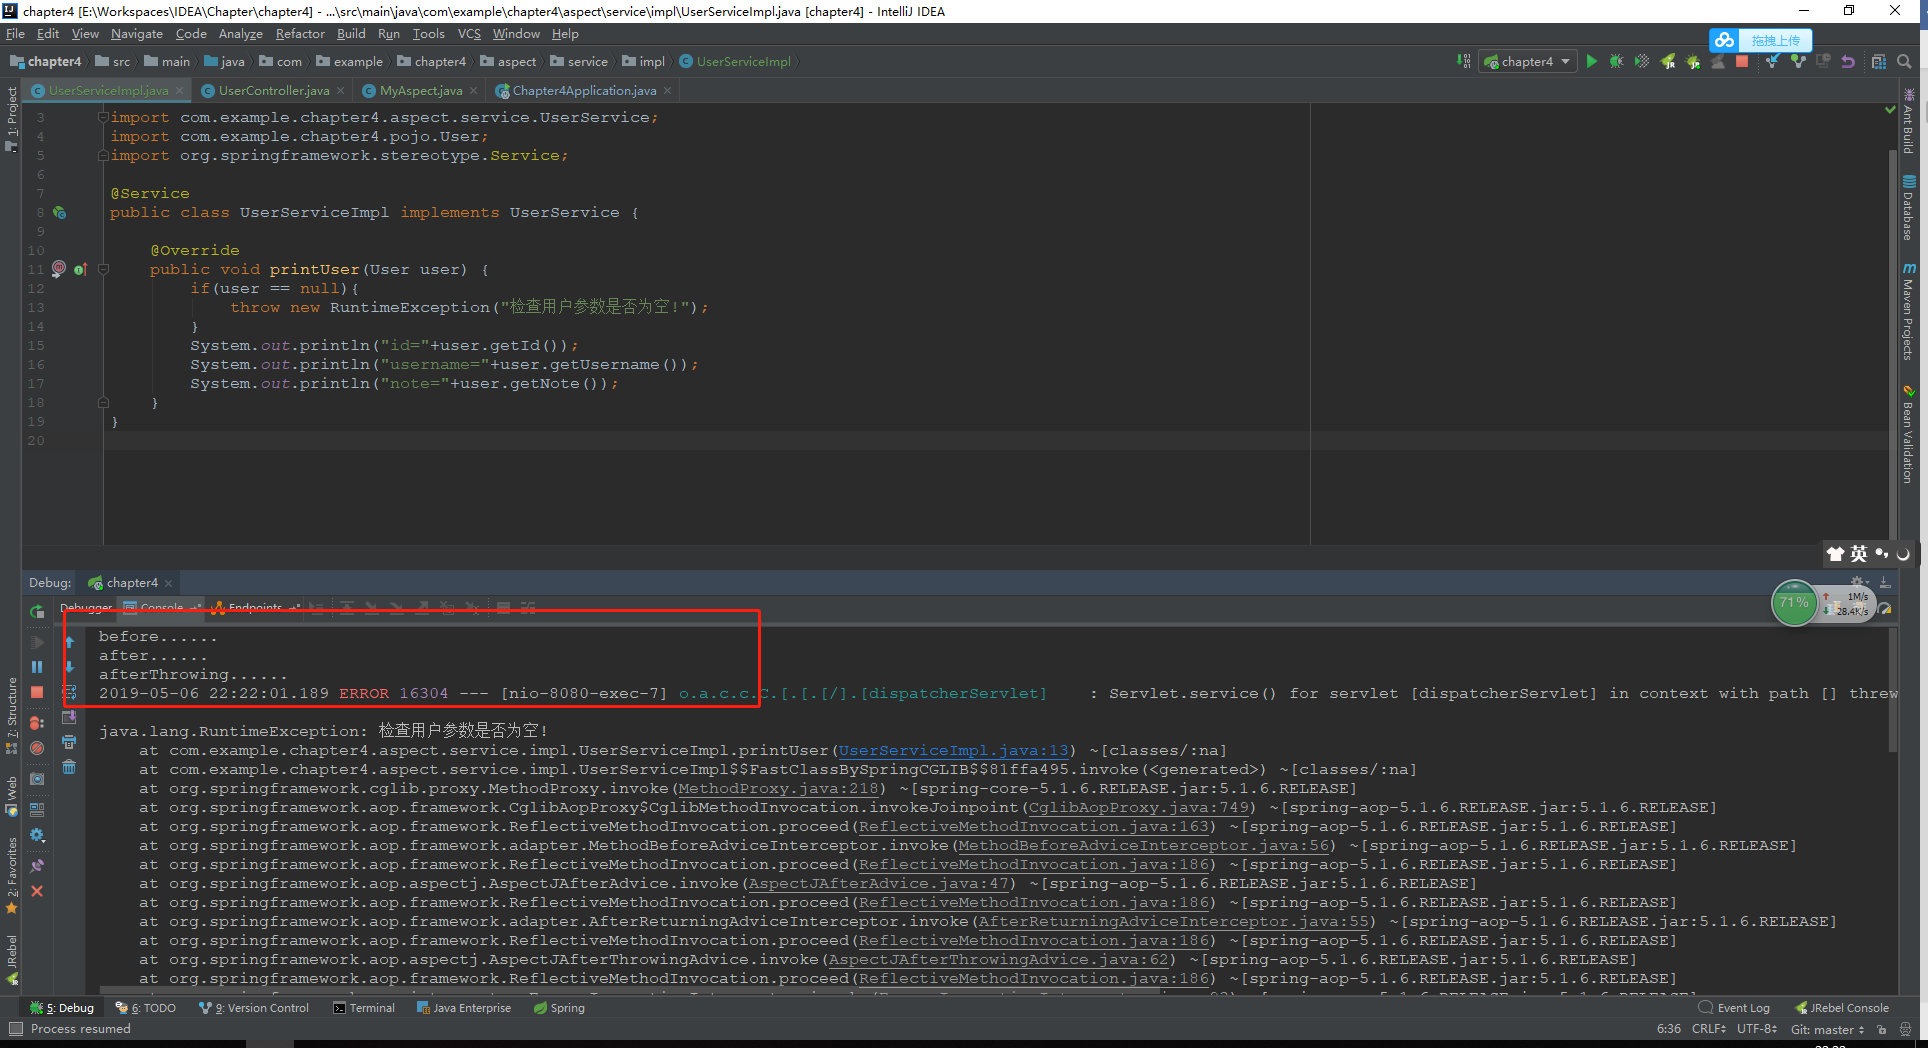 chapter4 [E:\Workspaces\IDEA\Chapter\chapter4] - ...\src\main\java\com\example\chapter4\aspect\service\impl\UserServiceImpl.java [chapter4] - IntelliJ IDEA
File Edit View Navigate Code Analyze Refactor Build Run Tools VCS Window Help
拖拽上传
chapter4 src main java com example chapter4 aspect service impl UserServiceImpl
chapter4
UserServiceImpl.java UserController.java MyAspect.java Chapter4Application.java
1: Project
7: Structure
Web
2: Favorites
JRebel
Ant Build
Database
Maven Projects
Bean Validation
3 import com.example.chapter4.aspect.service.UserService;
4 import com.example.chapter4.pojo.User;
5 import org.springframework.stereotype.Service;
6
7 @Service
8 public class UserServiceImpl implements UserService {
9
10 @Override
11 public void printUser(User user) {
12 if(user == null){
13 throw new RuntimeException("检查用户参数是否为空!");
14 }
15 System.out.println("id="+user.getId());
16 System.out.println("username="+user.getUsername());
17 System.out.println("note="+user.getNote());
18 }
19 }
20
英
Debug: chapter4
Debugger Console Endpoints
71% 1M/s
28.4K/s
before......
after......
afterThrowing......
2019-05-06 22:22:01.189 ERROR 16304 --- [nio-8080-exec-7] o.a.c.c.C.[.[.[/].[dispatcherServlet] : Servlet.service() for servlet [dispatcherServlet] in context with path [] threw
java.lang.RuntimeException: 检查用户参数是否为空!
at com.example.chapter4.aspect.service.impl.UserServiceImpl.printUser(UserServiceImpl.java:13) ~[classes/:na]
at com.example.chapter4.aspect.service.impl.UserServiceImpl$$FastClassBySpringCGLIB$$81ffa495.invoke(<generated>) ~[classes/:na]
at org.springframework.cglib.proxy.MethodProxy.invoke(MethodProxy.java:218) ~[spring-core-5.1.6.RELEASE.jar:5.1.6.RELEASE]
at org.springframework.aop.framework.CglibAopProxy$CglibMethodInvocation.invokeJoinpoint(CglibAopProxy.java:749) ~[spring-aop-5.1.6.RELEASE.jar:5.1.6.RELEASE]
at org.springframework.aop.framework.ReflectiveMethodInvocation.proceed(ReflectiveMethodInvocation.java:163) ~[spring-aop-5.1.6.RELEASE.jar:5.1.6.RELEASE]
at org.springframework.aop.framework.adapter.MethodBeforeAdviceInterceptor.invoke(MethodBeforeAdviceInterceptor.java:56) ~[spring-aop-5.1.6.RELEASE.jar:5.1.6.RELEASE]
at org.springframework.aop.framework.ReflectiveMethodInvocation.proceed(ReflectiveMethodInvocation.java:186) ~[spring-aop-5.1.6.RELEASE.jar:5.1.6.RELEASE]
at org.springframework.aop.aspectj.AspectJAfterAdvice.invoke(AspectJAfterAdvice.java:47) ~[spring-aop-5.1.6.RELEASE.jar:5.1.6.RELEASE]
at org.springframework.aop.framework.ReflectiveMethodInvocation.proceed(ReflectiveMethodInvocation.java:186) ~[spring-aop-5.1.6.RELEASE.jar:5.1.6.RELEASE]
at org.springframework.aop.framework.adapter.AfterReturningAdviceInterceptor.invoke(AfterReturningAdviceInterceptor.java:55) ~[spring-aop-5.1.6.RELEASE.jar:5.1.6.RELEASE]
at org.springframework.aop.framework.ReflectiveMethodInvocation.proceed(ReflectiveMethodInvocation.java:186) ~[spring-aop-5.1.6.RELEASE.jar:5.1.6.RELEASE]
at org.springframework.aop.aspectj.AspectJAfterThrowingAdvice.invoke(AspectJAfterThrowingAdvice.java:62) ~[spring-aop-5.1.6.RELEASE.jar:5.1.6.RELEASE]
at org.springframework.aop.framework.ReflectiveMethodInvocation.proceed(ReflectiveMethodInvocation.java:186) ~[spring-aop-5.1.6.RELEASE.jar:5.1.6.RELEASE]
5: Debug 6: TODO 9: Version Control Terminal Java Enterprise Spring Event Log JRebel Console
Process resumed 6:36 CRLF UTF-8 Git: master